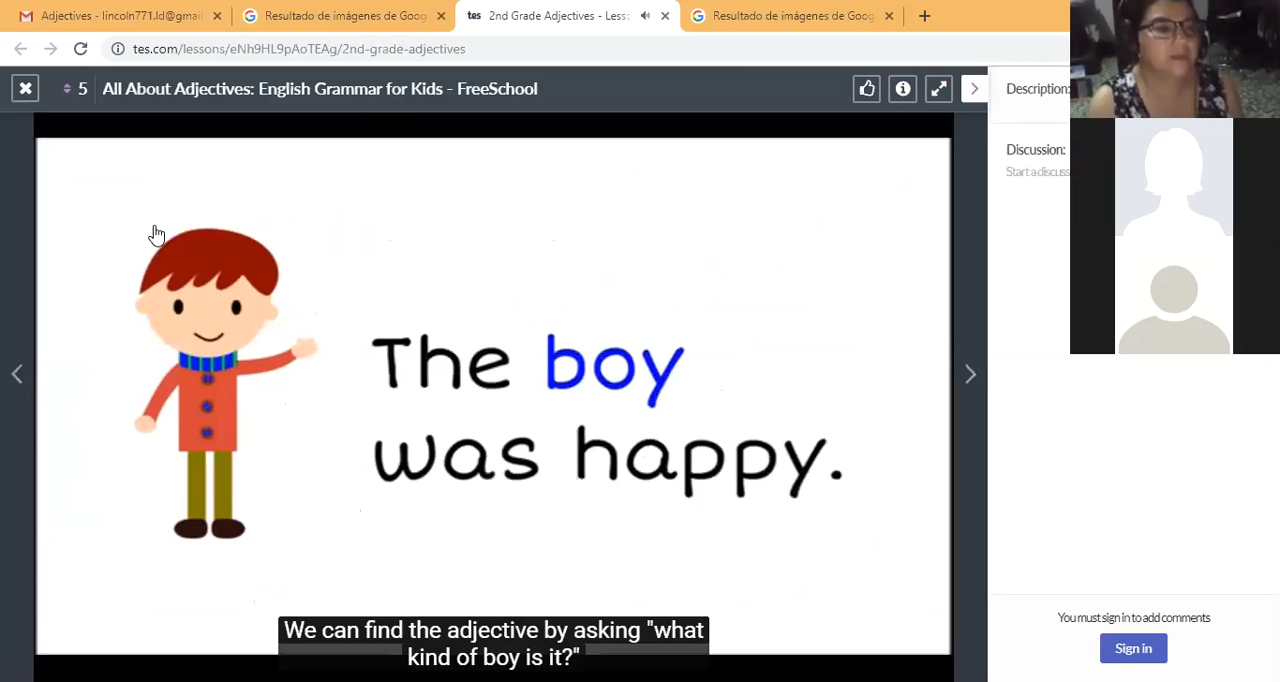 Adjectives - lincoln771.ld@gmail
Resultado de imágenes de Goog
tes 2nd Grade Adjectives - Less
Resultado de imágenes de Goog
tes.com/lessons/eNh9HL9pAoTEAg/2nd-grade-adjectives
5 All About Adjectives: English Grammar for Kids - FreeSchool
Description:
Discussion:
Start a discuss
The boy
was happy.
We can find the adjective by asking "what
kind of boy is it?"
You must sign in to add comments
Sign in